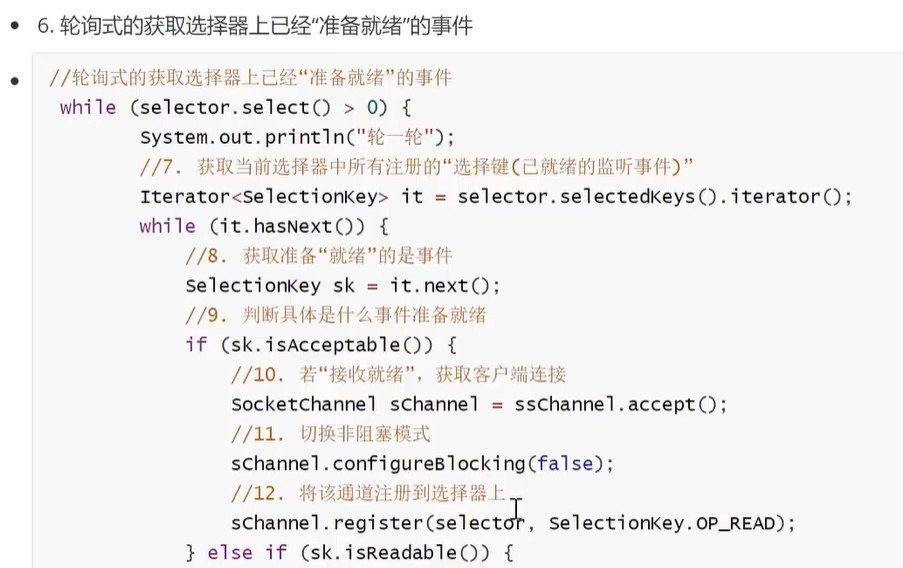 6. 轮询式的获取选择器上已经“准备就绪”的事件
//轮询式的获取选择器上已经“准备就绪”的事件
while (selector.select() > 0) {
System.out.println("轮一轮");
//7. 获取当前选择器中所有注册的“选择键(已就绪的监听事件)”
Iterator<SelectionKey> it = selector.selectedKeys().iterator();
while (it.hasNext()) {
//8. 获取准备“就绪”的是事件
SelectionKey sk = it.next();
//9. 判断具体是什么事件准备就绪
if (sk.isAcceptable()) {
//10. 若“接收就绪”，获取客户端连接
SocketChannel sChannel = ssChannel.accept();
//11. 切换非阻塞模式
sChannel.configureBlocking(false);
//12. 将该通道注册到选择器上
sChannel.register(selector, SelectionKey.OP_READ);
} else if (sk.isReadable()) {